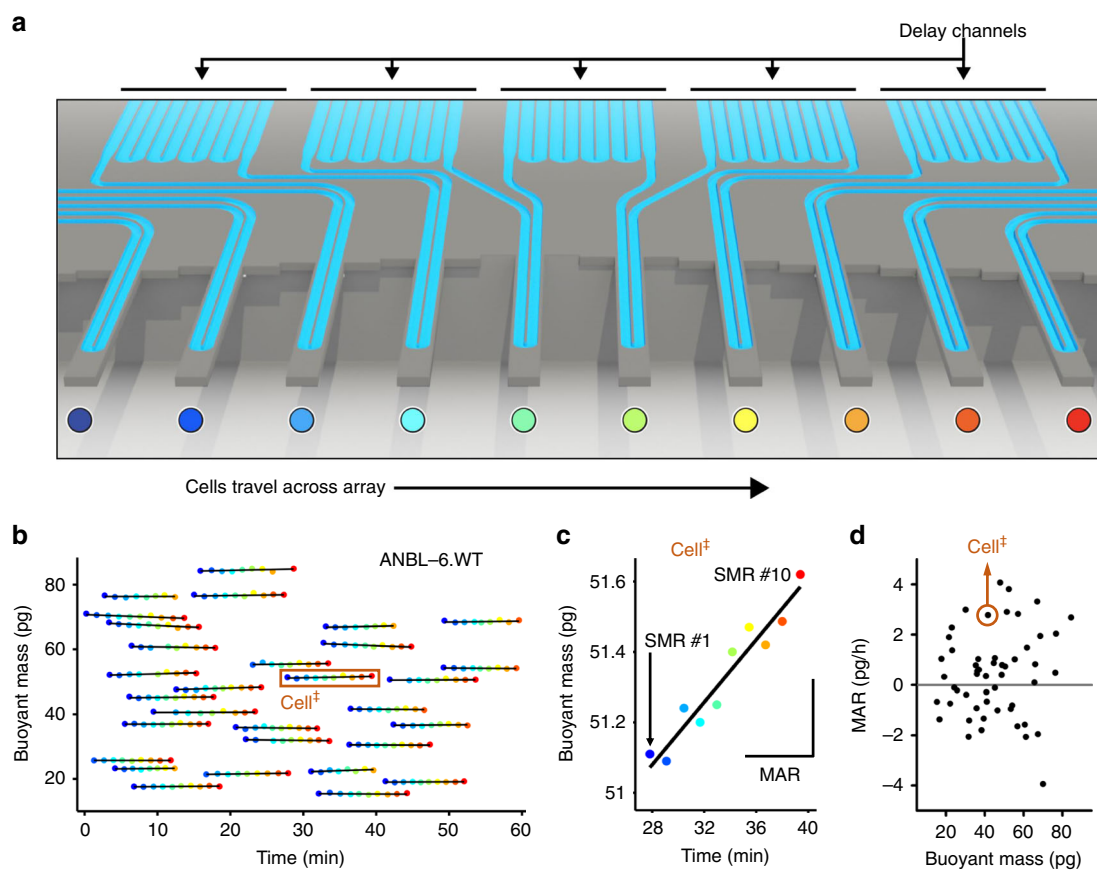 a
Delay channels
Cells travel across array
b
ANBL–6.WT
Buoyant mass (pg)
80
60
40
20
Cell‡
0 10 20 30 40 50 60
Time (min)
c
Cell‡
Buoyant mass (pg)
51.6
51.4
51.2
51
SMR #10
SMR #1
MAR
28 32 36 40
Time (min)
d
Cell‡
MAR (pg/h)
4
2
0
–2
–4
20 40 60 80
Buoyant mass (pg)